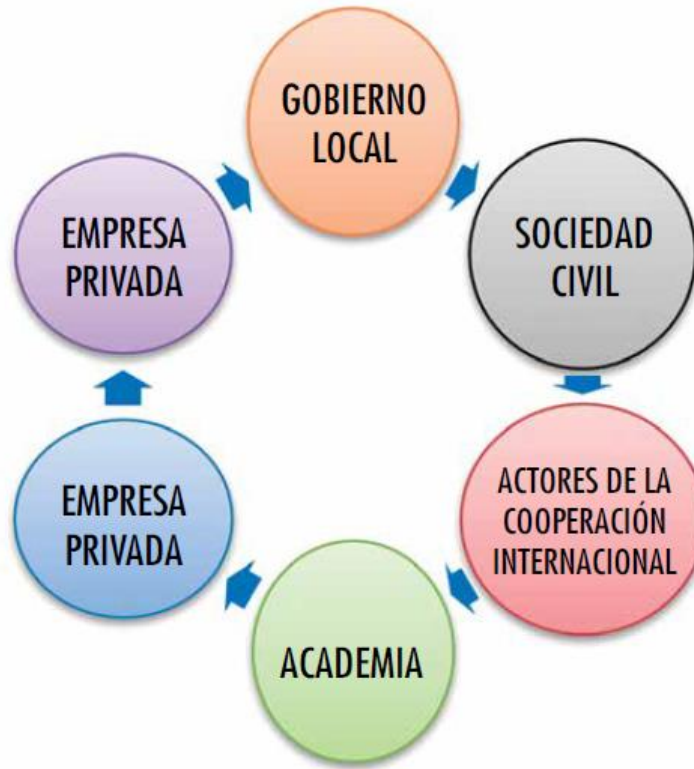 GOBIERNO
LOCAL
SOCIEDAD
CIVIL
ACTORES DE LA
COOPERACIÓN
INTERNACIONAL
ACADEMIA
EMPRESA
PRIVADA
EMPRESA
PRIVADA